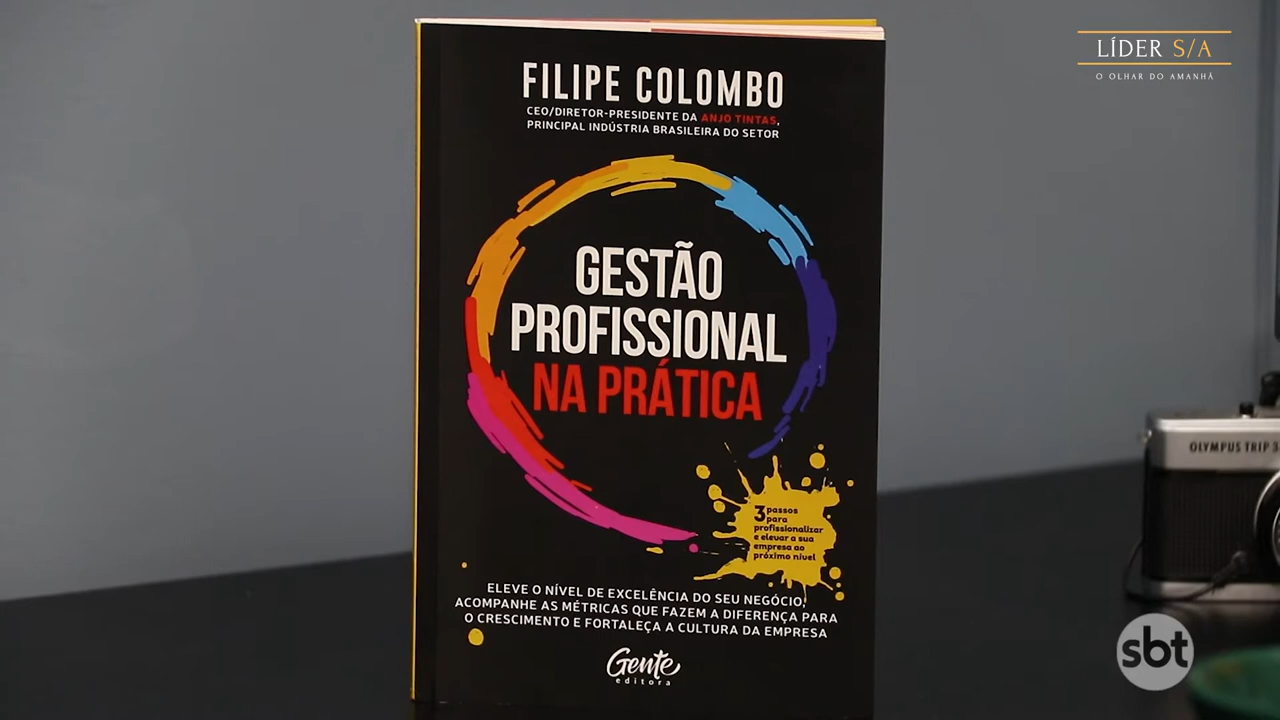 LÍDER S/A
O OLHAR DO AMANHÃ
FILIPE COLOMBO
CEO/DIRETOR-PRESIDENTE DA ANJO TINTAS,
PRINCIPAL INDÚSTRIA BRASILEIRA DO SETOR
GESTÃO
PROFISSIONAL
NA PRÁTICA
3 passos
para
profissionalizar
e elevar a sua
empresa ao
próximo nível
ELEVE O NÍVEL DE EXCELÊNCIA DO SEU NEGÓCIO,
ACOMPANHE AS MÉTRICAS QUE FAZEM A DIFERENÇA PARA
O CRESCIMENTO E FORTALEÇA A CULTURA DA EMPRESA
Gente
editora
OLYMPUS TRIP 3
sbt